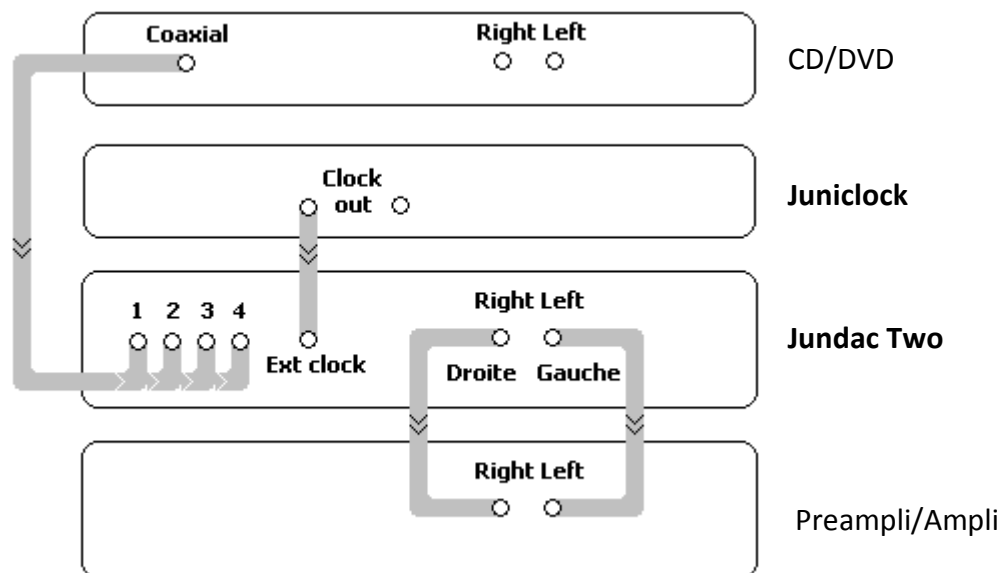 Coaxial
Right Left
CD/DVD
Clock
out
Juniclock
1 2 3 4
Right Left
Ext clock
Droite Gauche
Jundac Two
Right Left
Preampli/Ampli